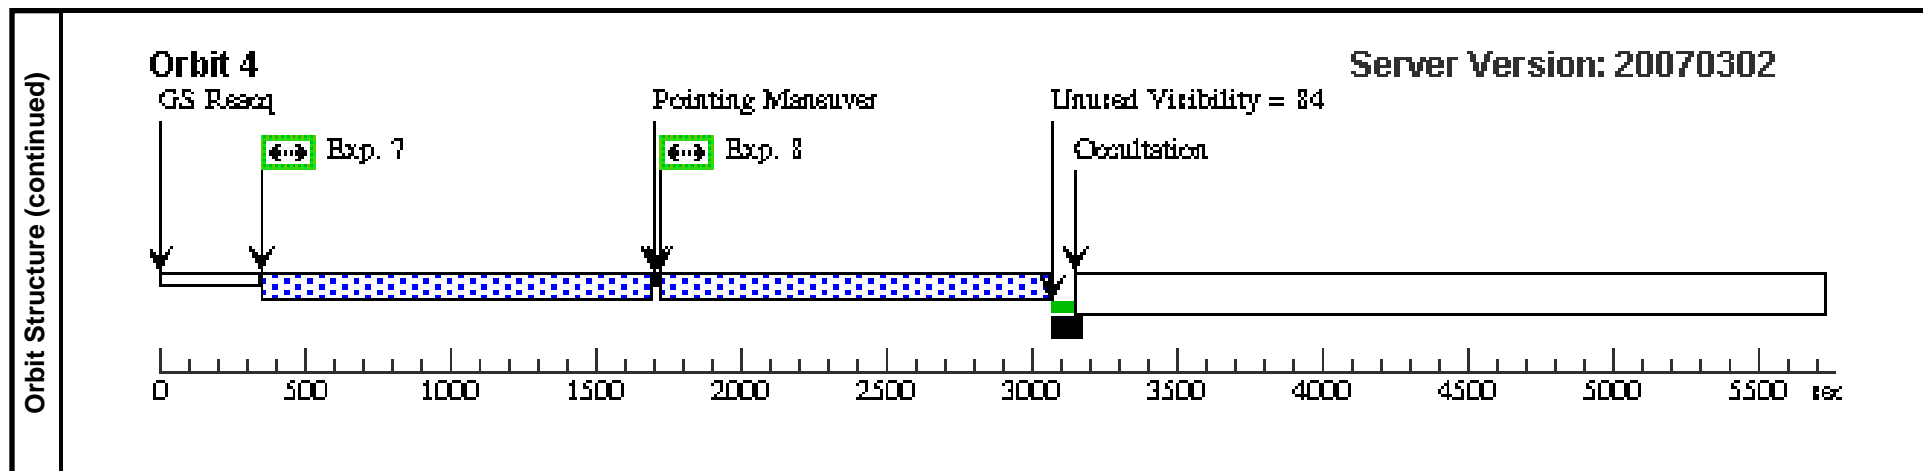 Orbit Structure (continued)
Orbit 4
Server Version: 20070302
GS Reacq
Pointing Maneuver
Unused Visibility = 84
Exp. 7
Exp. 8
Occultation
0 500 1000 1500 2000 2500 3000 3500 4000 4500 5000 5500 sec